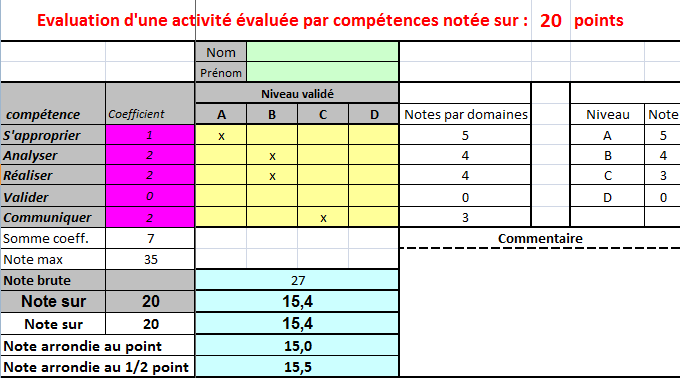 Evaluation d'une activité évaluée par compétences notée sur : 20 points
Nom
Prénom
Niveau validé
compétence Coefficient A B C D Notes par domaines Niveau Note
S'approprier 1 x 5 A 5
Analyser 2 x 4 B 4
Réaliser 2 x 4 C 3
Valider 0 0 D 0
Communiquer 2 x 3
Somme coeff. 7 Commentaire
Note max 35
Note brute 27
Note sur 20 15,4
Note sur 20 15,4
Note arrondie au point 15,0
Note arrondie au 1/2 point 15,5